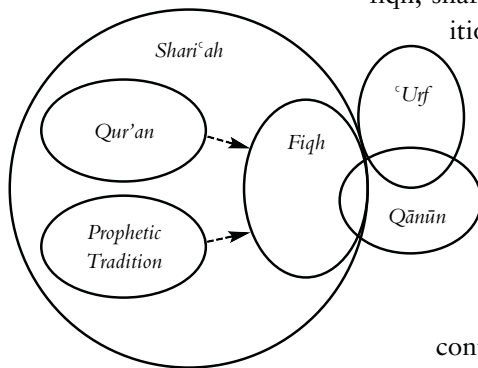 fiqh, shar
itio
Shariʿah
ʿUrf
Qur’an
Fiqh
Qānūn
Prophetic
Tradition
con